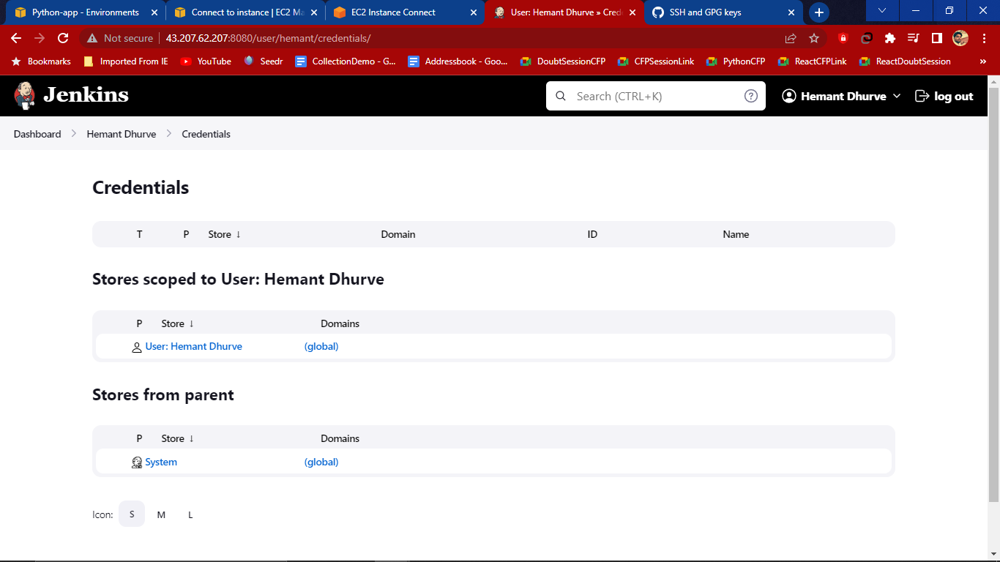 Python-app - Environments
Connect to instance | EC2 Ma
EC2 Instance Connect
User: Hemant Dhurve » Cred
SSH and GPG keys
Not secure | 43.207.62.207:8080/user/hemant/credentials/
Bookmarks
Imported From IE
YouTube
Seedr
CollectionDemo - G...
Addressbook - Goo...
DoubtSessionCFP
CFPSessionLink
PythonCFP
ReactCFPLink
ReactDoubtSession
»
Jenkins
Search (CTRL+K)
?
Hemant Dhurve
log out
Dashboard
Hemant Dhurve
Credentials
Credentials
T P Store ↓ Domain ID Name
Stores scoped to User: Hemant Dhurve
P Store ↓ Domains
User: Hemant Dhurve (global)
Stores from parent
P Store ↓ Domains
System (global)
Icon: S M L